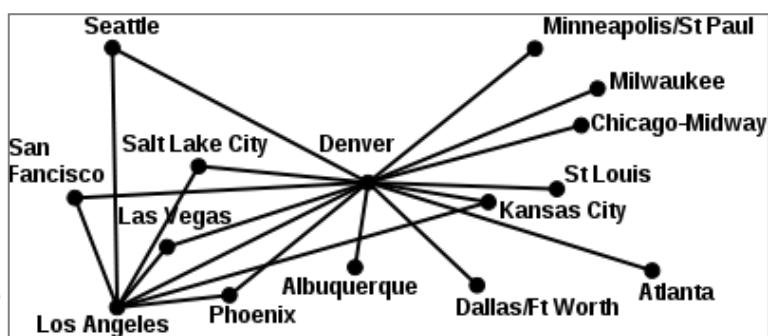 Seattle
Minneapolis/St Paul
Milwaukee
Chicago-Midway
Salt Lake City
Denver
San
Fancisco
St Louis
Las Vegas
Kansas City
Albuquerque
Atlanta
Dallas/Ft Worth
Phoenix
Los Angeles